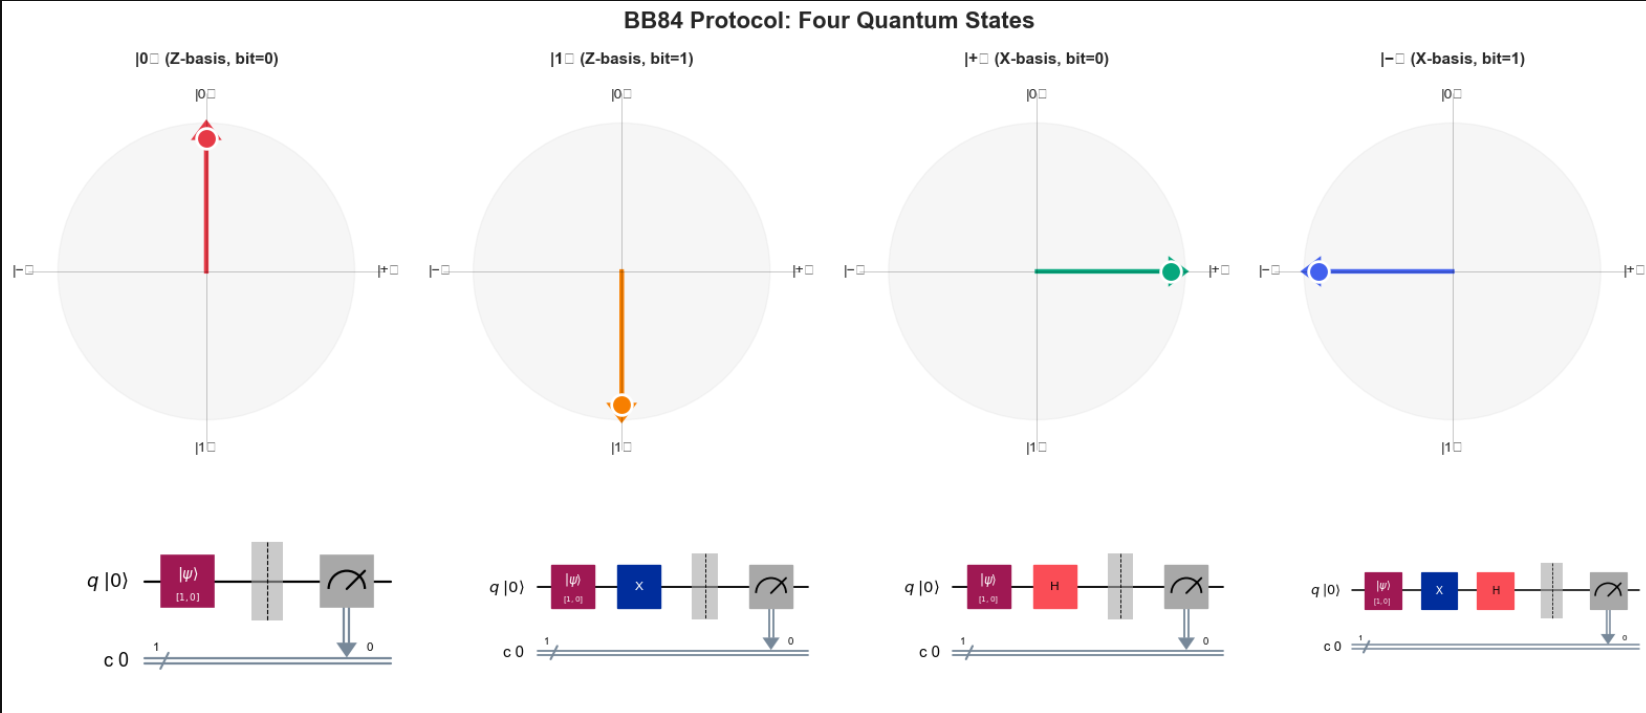 BB84 Protocol: Four Quantum States
|0▯ (Z-basis, bit=0)
|1▯ (Z-basis, bit=1)
|+▯ (X-basis, bit=0)
|−▯ (X-basis, bit=1)
|0▯
|0▯
|0▯
|0▯
|−▯
|+▯
|−▯
|+▯
|−▯
|+▯
|−▯
|+▯
|1▯
|1▯
|1▯
|1▯
q |0⟩
|ψ⟩
[1, 0]
c 0
1
0
q |0⟩
|ψ⟩
[1, 0]
X
c 0
1
0
q |0⟩
|ψ⟩
[1, 0]
H
c 0
1
0
q |0⟩
|ψ⟩
[1, 0]
X
H
c 0
1
0